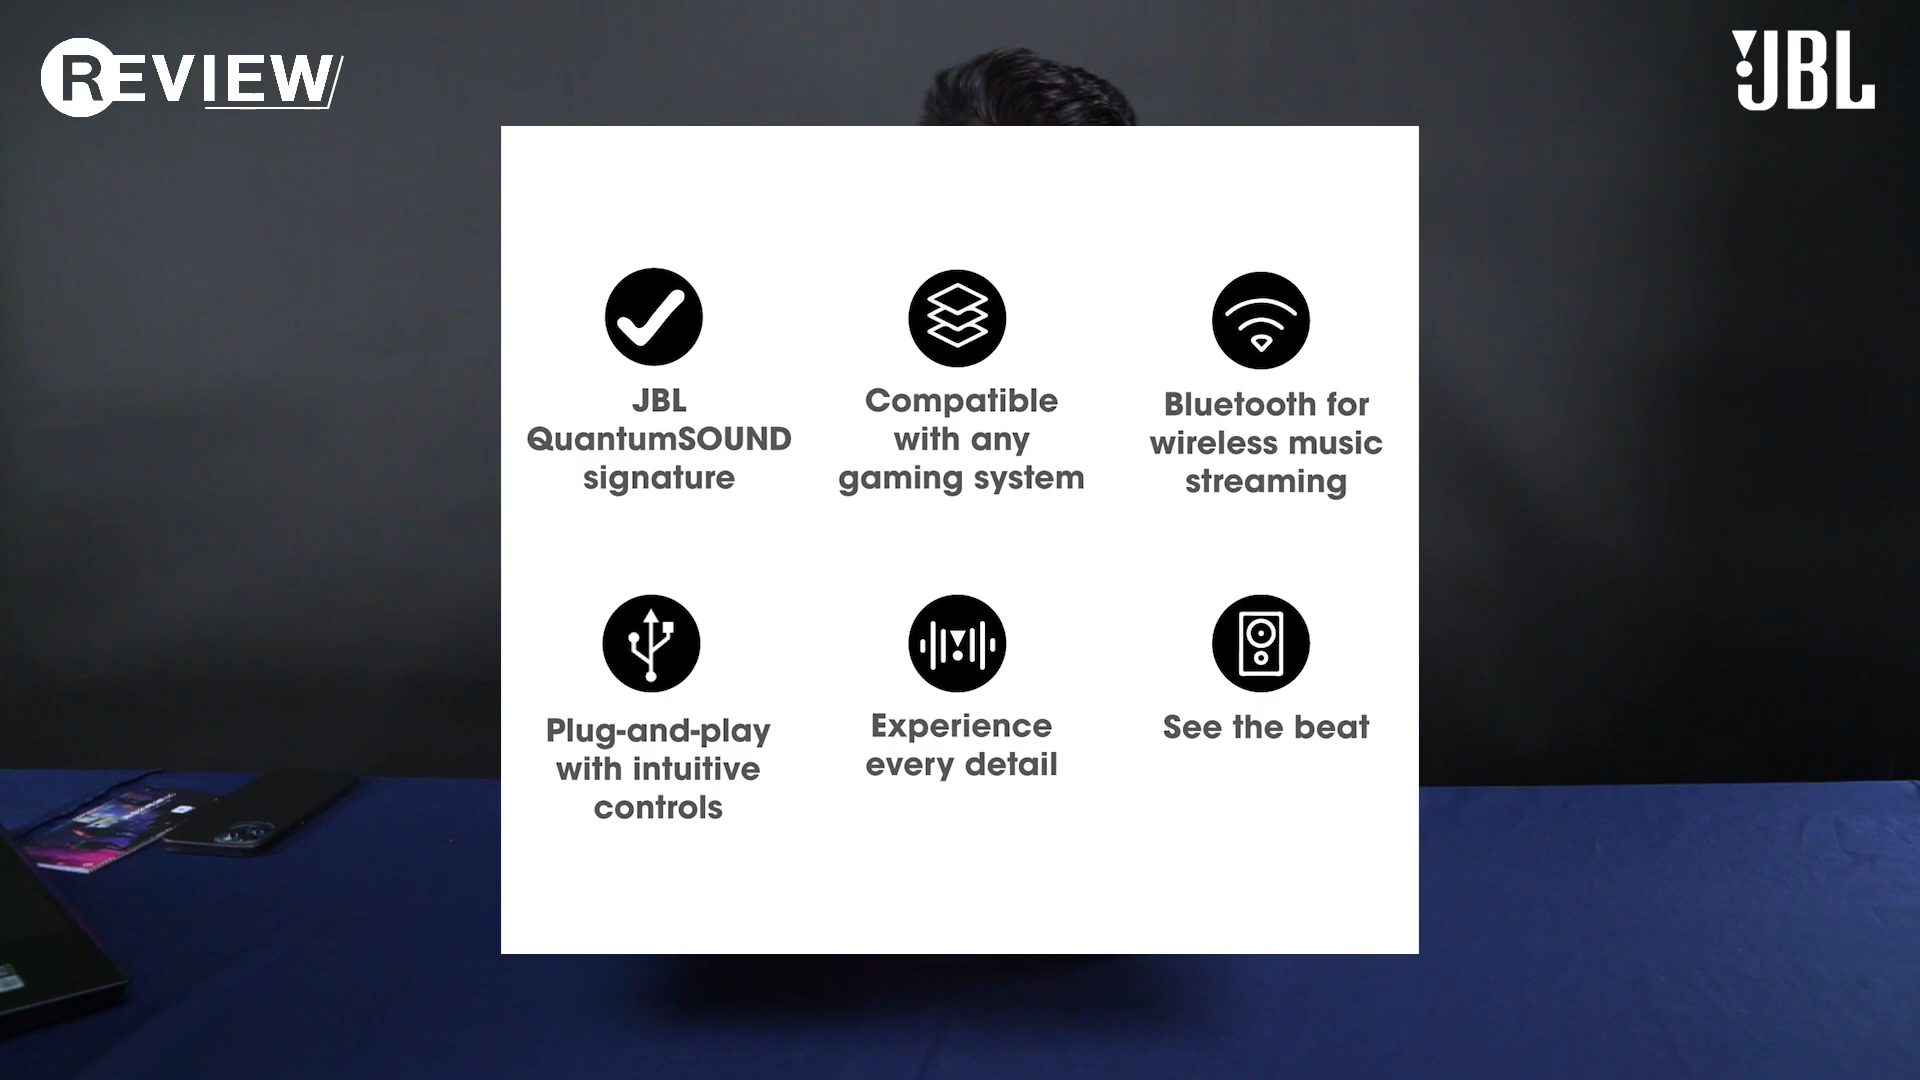 REVIEW
JBL
JBL
QuantumSOUND
signature
Compatible
with any
gaming system
Bluetooth for
wireless music
streaming
Plug-and-play
with intuitive
controls
Experience
every detail
See the beat